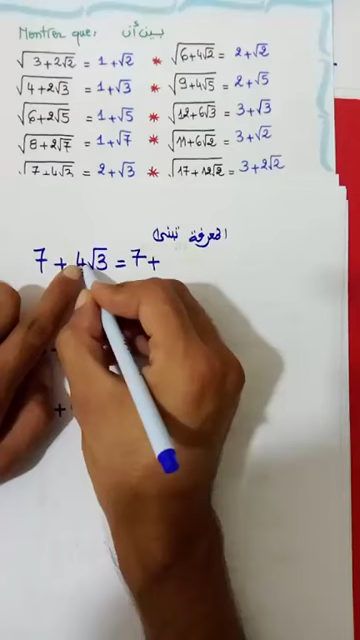 Montrer que, بين أن
√3+2√2 = 1+√2 * √6+4√2 = 2+√2
√4+2√3 = 1+√3 * √9+4√5 = 2+√5
√6+2√5 = 1+√5 * √12+6√3 = 3+√3
√8+2√7 = 1+√7 * √11+6√2 = 3+√2
√7+4√3 = 2+√3 * √17+12√2 = 3+2√2
المعرفة تبنى
7+4√3 = 7+
+